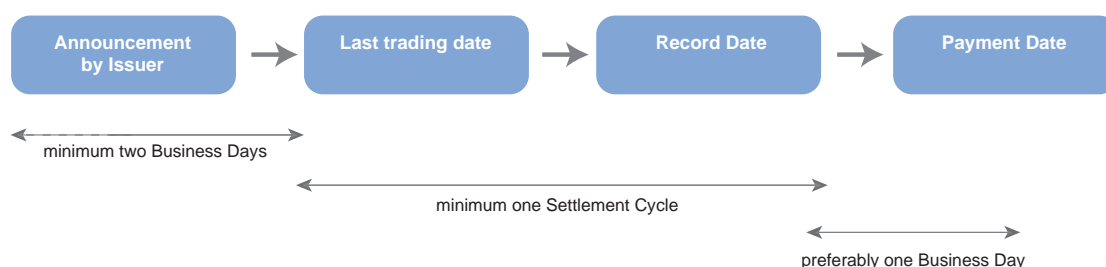 Announcement
by Issuer
Last trading date
Record Date
Payment Date
minimum two Business Days
minimum one Settlement Cycle
preferably one Business Day